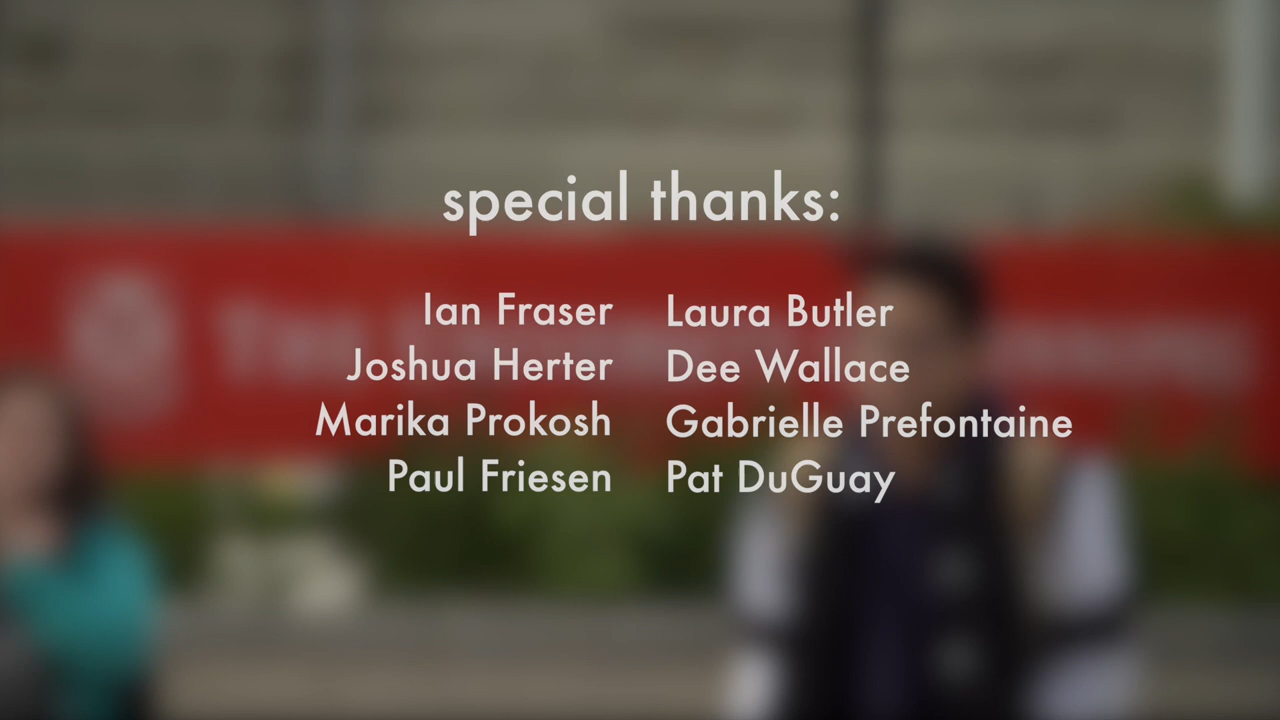 special thanks:
Ian Fraser
Joshua Herter
Marika Prokosh
Paul Friesen
Laura Butler
Dee Wallace
Gabrielle Prefontaine
Pat DuGuay